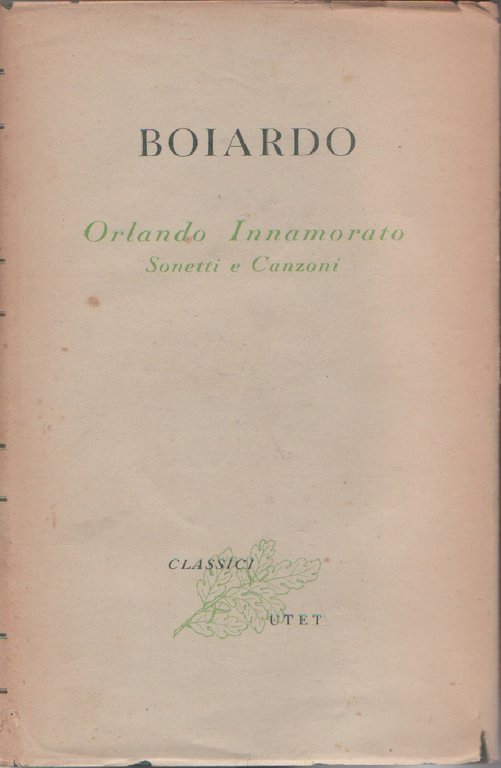 BOIARDO
Orlando Innamorato
Sonetti e Canzoni
CLASSICI
UTET